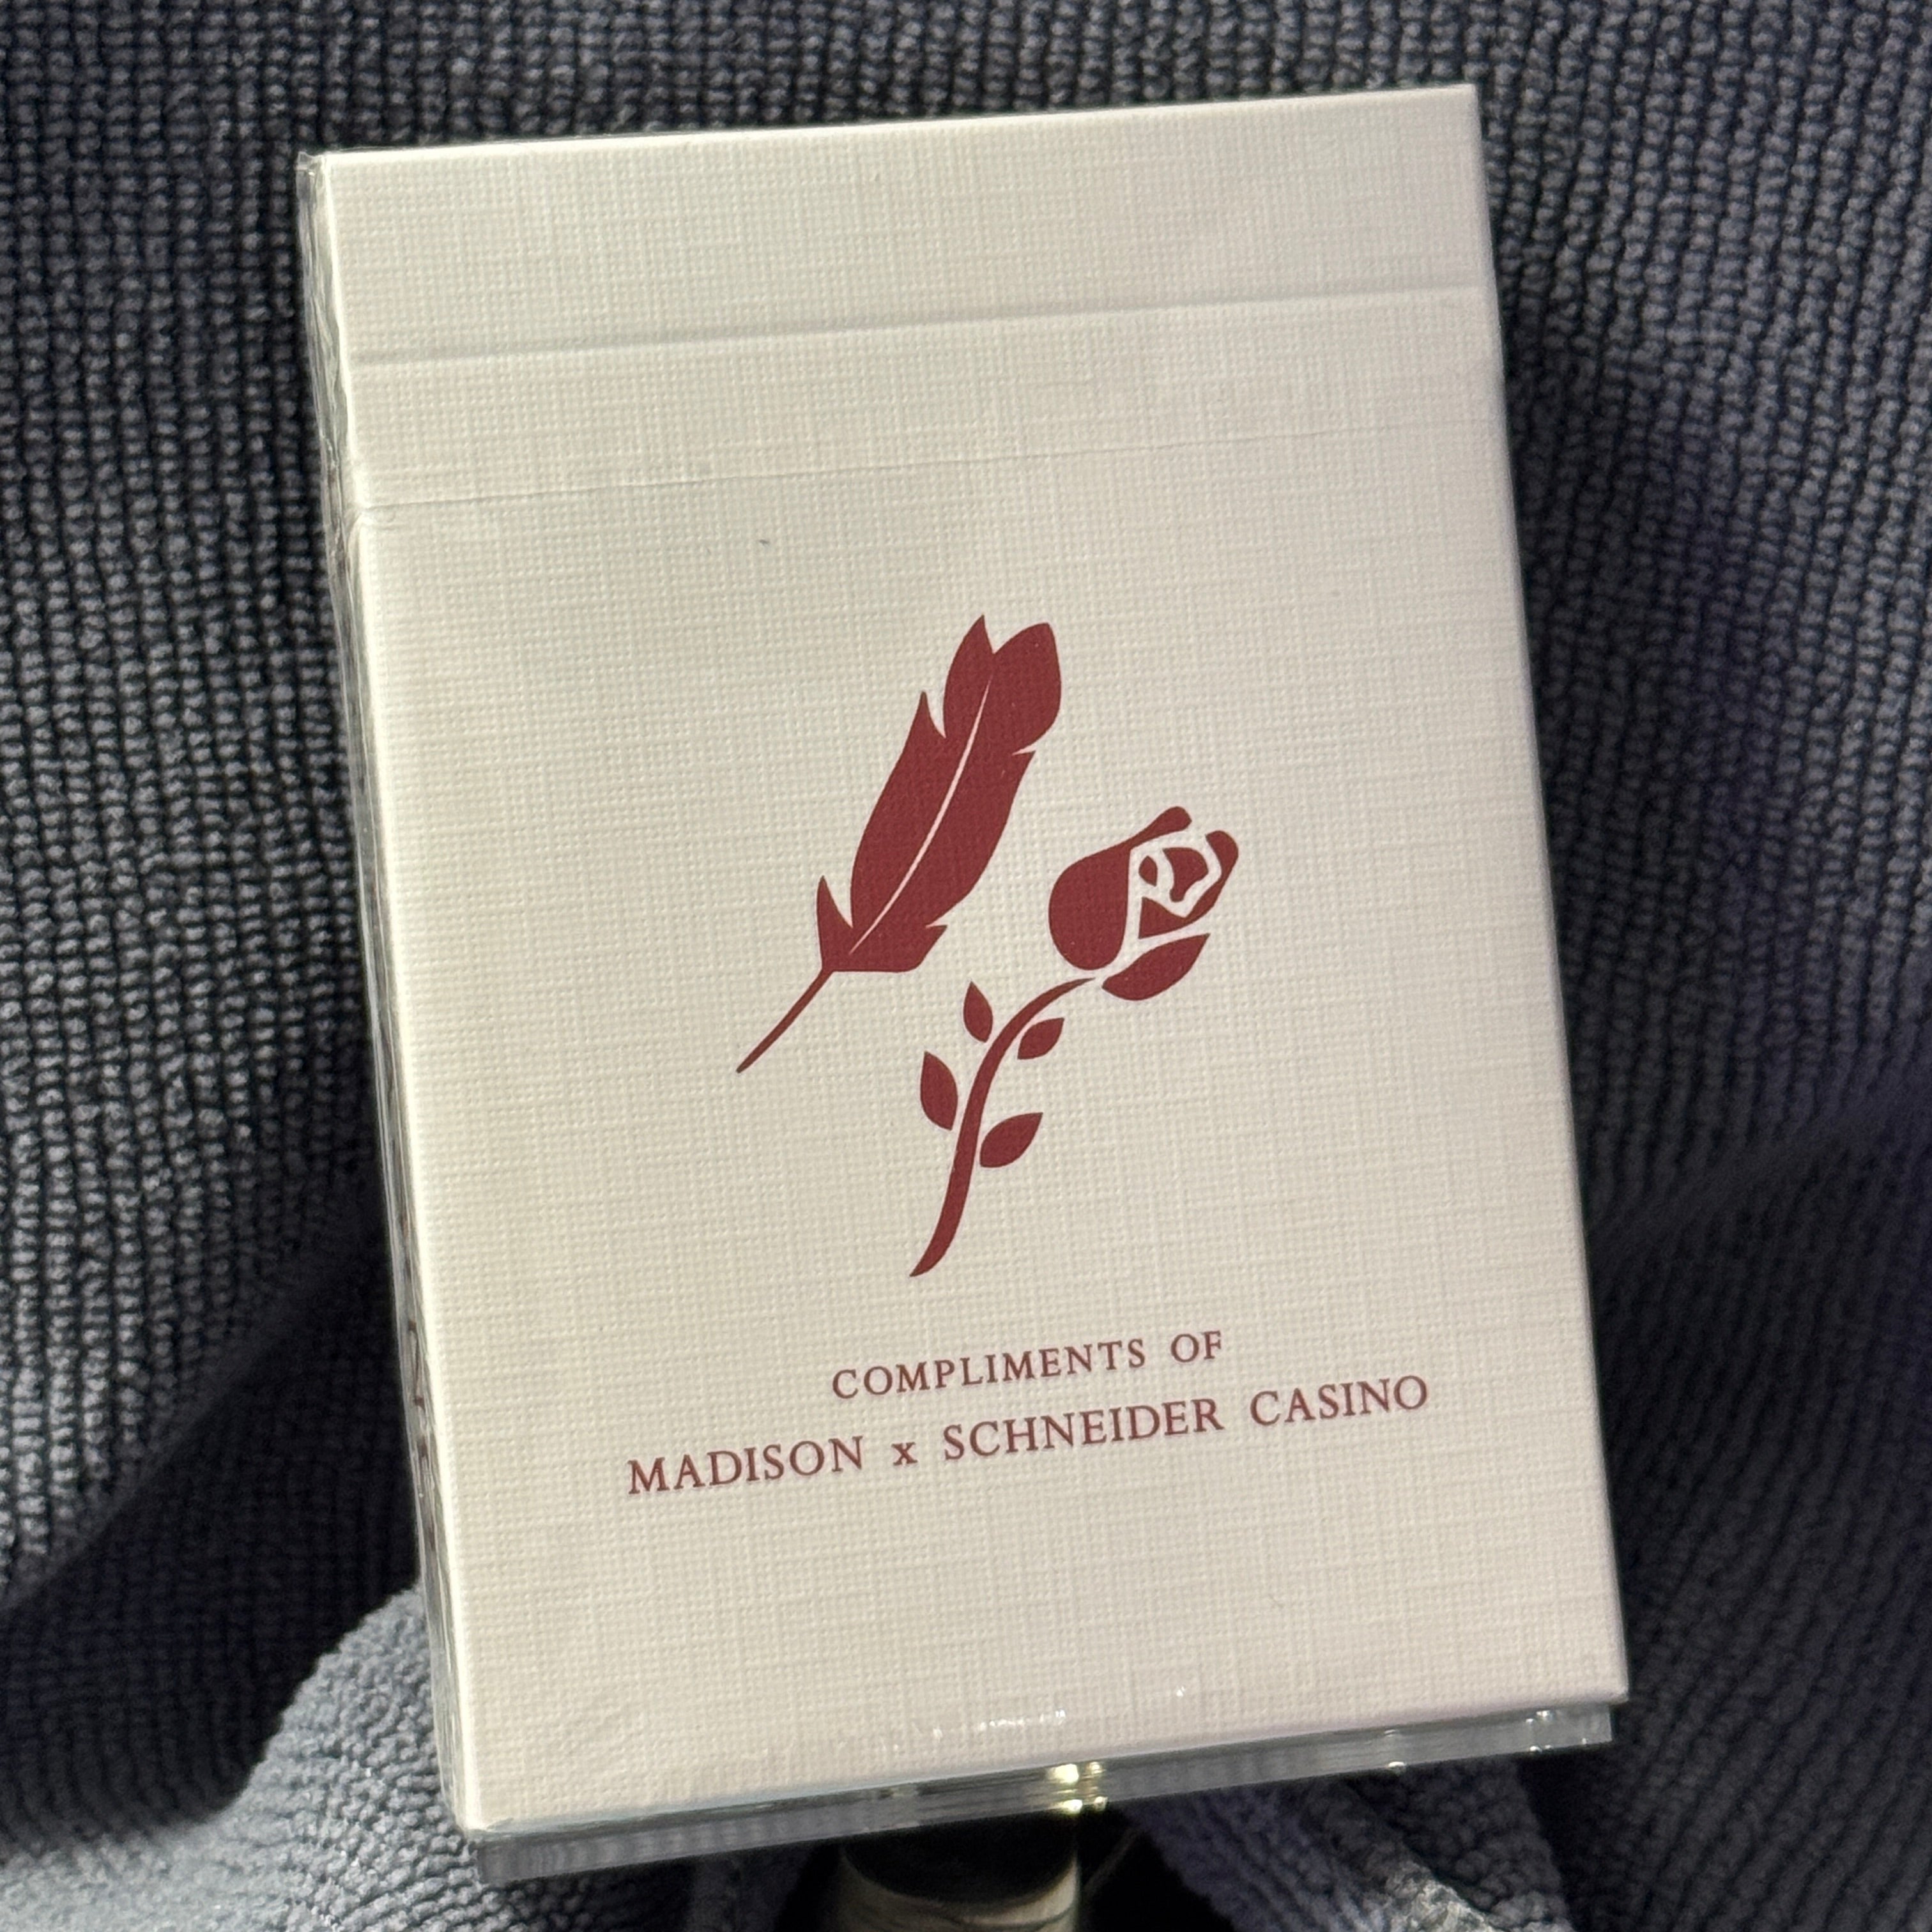 COMPLIMENTS OF
MADISON x SCHNEIDER CASINO